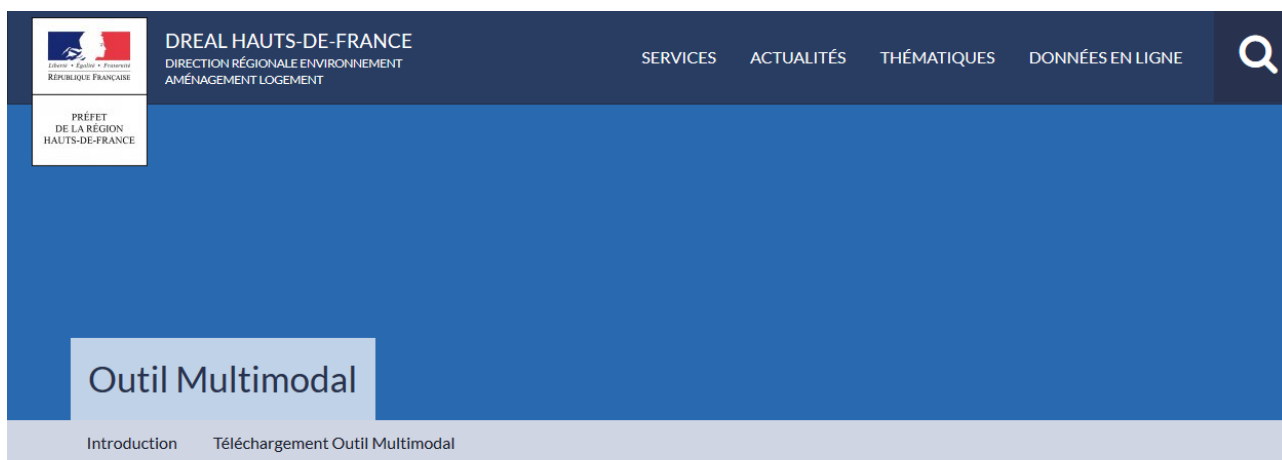 Liberté • Égalité • Fraternité
RÉPUBLIQUE FRANÇAISE
PRÉFET
DE LA RÉGION
HAUTS-DE-FRANCE
DREAL HAUTS-DE-FRANCE
DIRECTION RÉGIONALE ENVIRONNEMENT
AMÉNAGEMENT LOGEMENT
SERVICES ACTUALITÉS THÉMATIQUES DONNÉES EN LIGNE
Outil Multimodal
Introduction Téléchargement Outil Multimodal